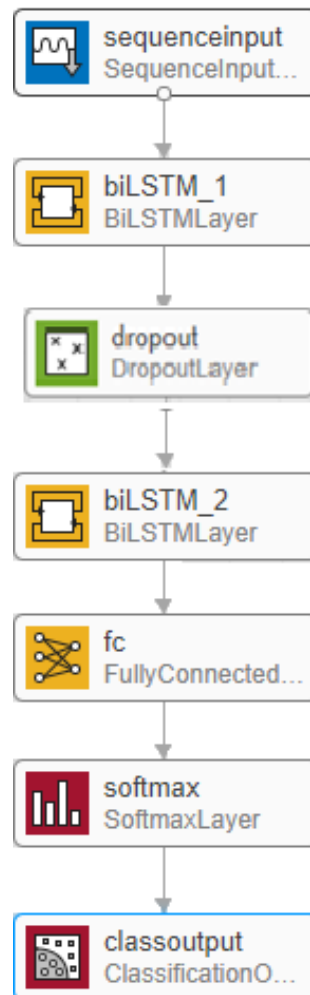 sequenceinput
SequenceInput...
biLSTM_1
BiLSTMLayer
dropout
DropoutLayer
biLSTM_2
BiLSTMLayer
fc
FullyConnected...
softmax
SoftmaxLayer
classoutput
ClassificationO...